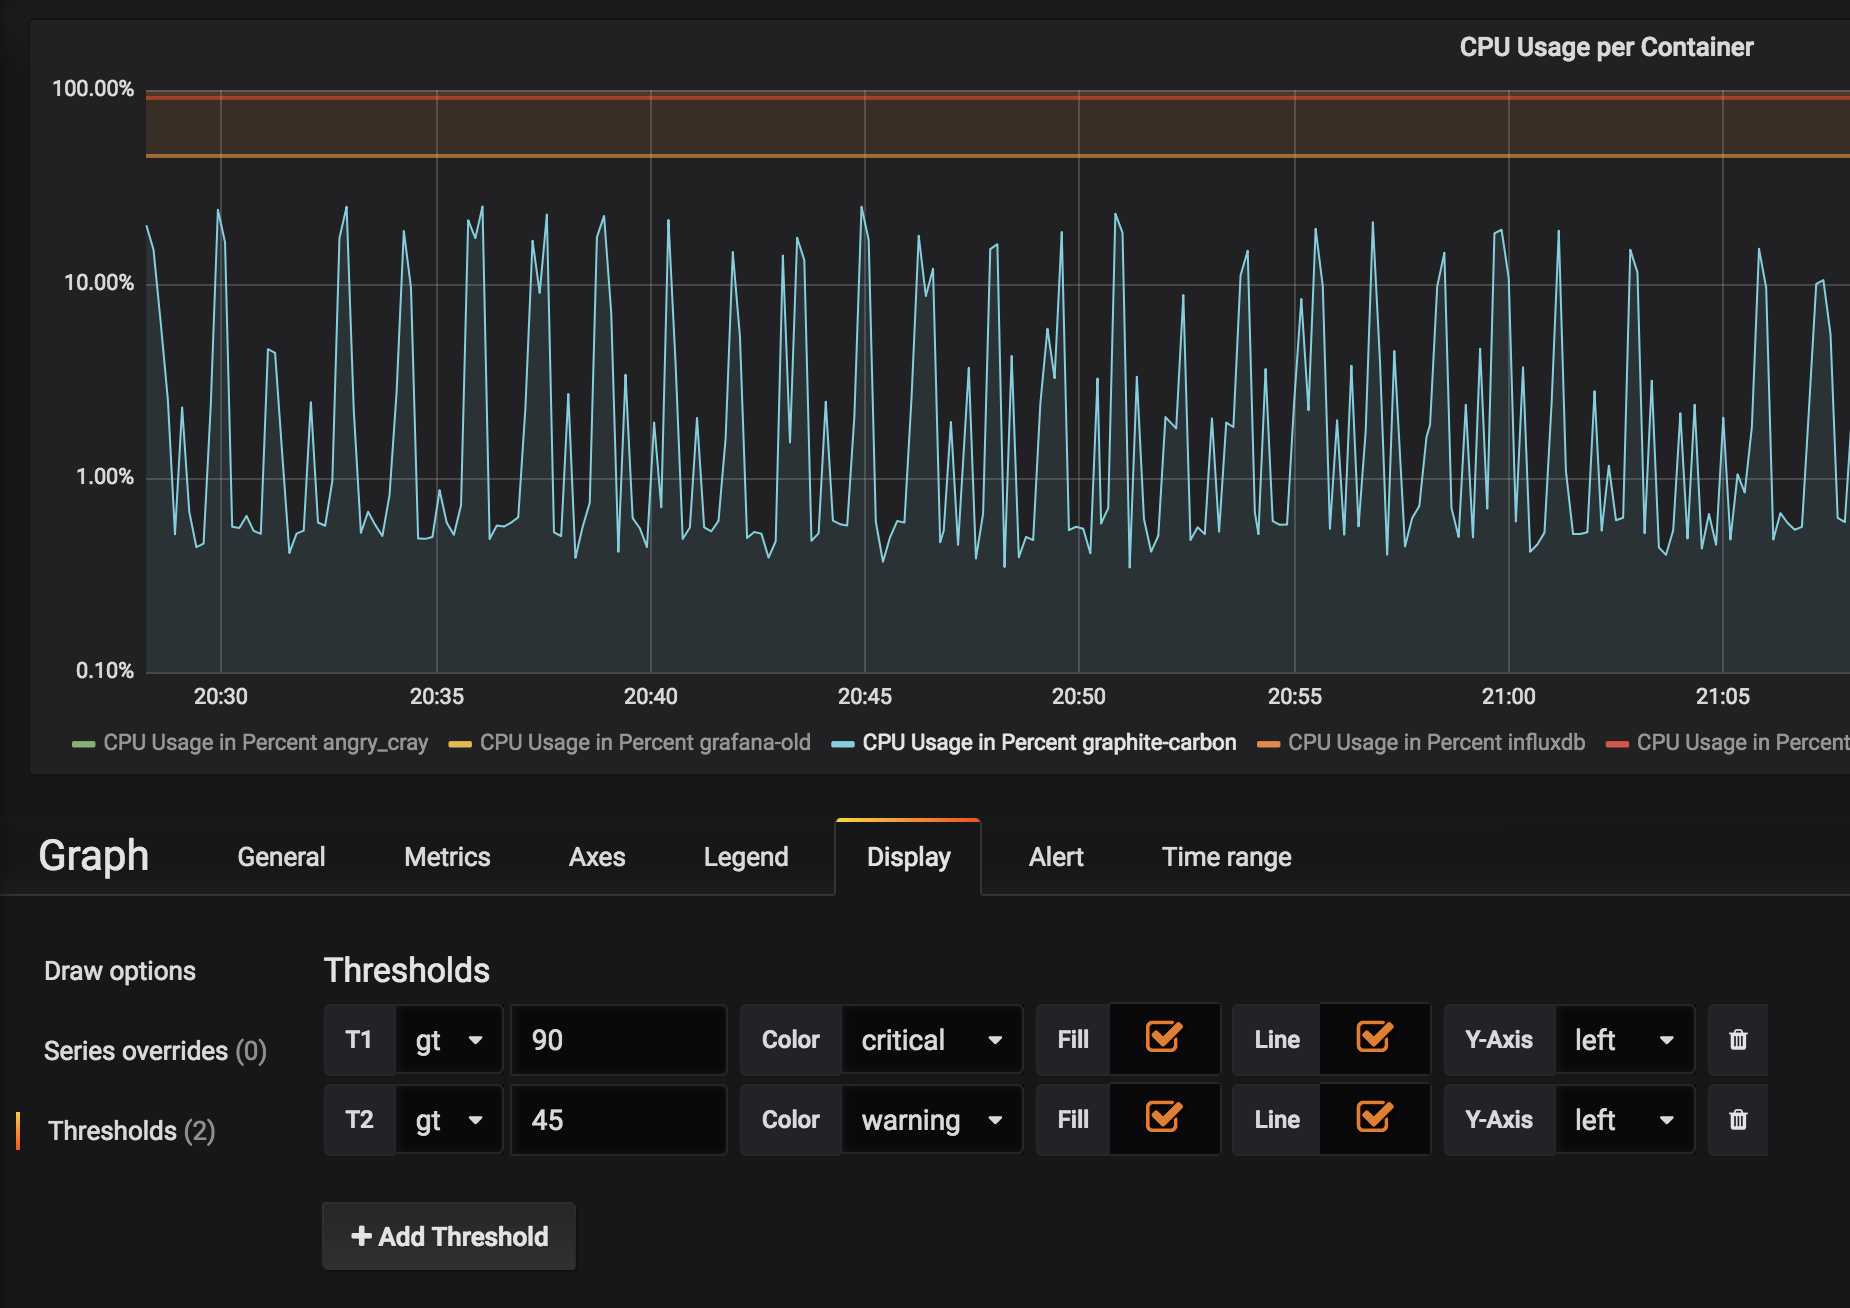 CPU Usage per Container
100.00%
10.00%
1.00%
0.10%
20:30 20:35 20:40 20:45 20:50 20:55 21:00 21:05
CPU Usage in Percent angry_cray CPU Usage in Percent grafana-old CPU Usage in Percent graphite-carbon CPU Usage in Percent influxdb CPU Usage in Percent
Graph General Metrics Axes Legend Display Alert Time range
Draw options
Series overrides (0)
Thresholds (2)
Thresholds
T1 gt 90 Color critical Fill Line Y-Axis left
T2 gt 45 Color warning Fill Line Y-Axis left
+ Add Threshold